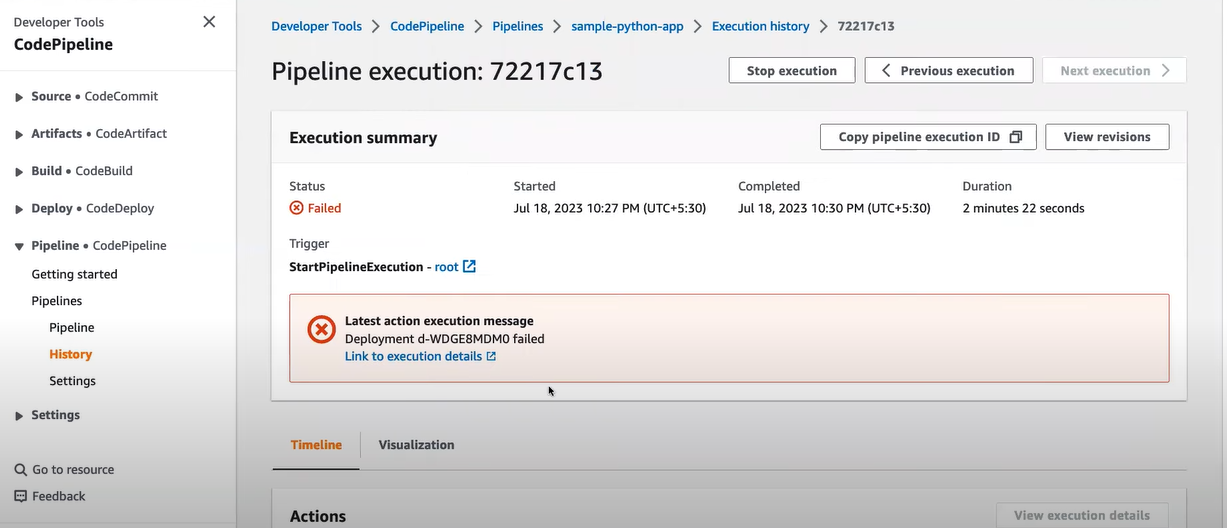 Developer Tools
CodePipeline
Source • CodeCommit
Artifacts • CodeArtifact
Build • CodeBuild
Deploy • CodeDeploy
Pipeline • CodePipeline
Getting started
Pipelines
Pipeline
History
Settings
Settings
Go to resource
Feedback
Developer Tools > CodePipeline > Pipelines > sample-python-app > Execution history > 72217c13
Pipeline execution: 72217c13
Stop execution
Previous execution
Next execution
Execution summary
Copy pipeline execution ID
View revisions
Status
Failed
Started
Jul 18, 2023 10:27 PM (UTC+5:30)
Completed
Jul 18, 2023 10:30 PM (UTC+5:30)
Duration
2 minutes 22 seconds
Trigger
StartPipelineExecution - root
Latest action execution message
Deployment d-WDGE8MDM0 failed
Link to execution details
Timeline
Visualization
Actions
View execution details